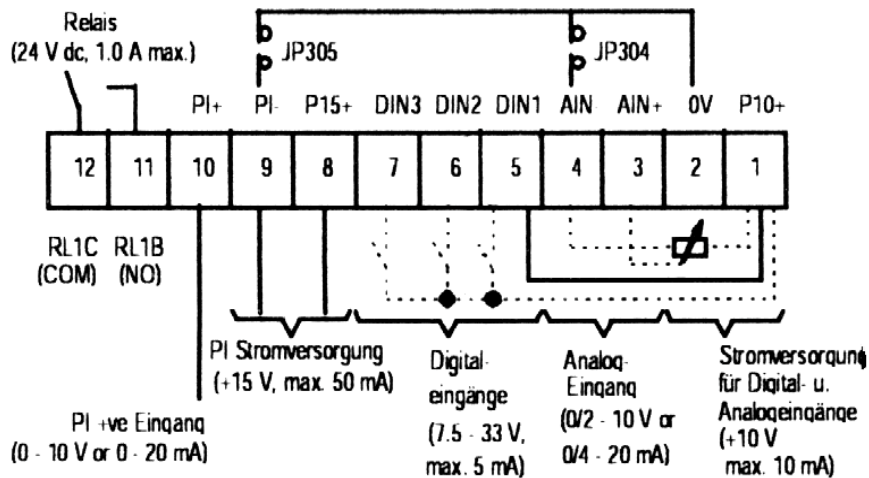 Relais
(24 V dc, 1.0 A max.)
JP305
JP304
PI+ PI- P15+ DIN3 DIN2 DIN1 AIN- AIN+ 0V P10+
12 11 10 9 8 7 6 5 4 3 2 1
RL1C RL1B
(COM) (NO)
PI Stromversorgung
(+15 V, max. 50 mA)
PI +ve Eingang
(0 - 10 V or 0 - 20 mA)
Digital-
eingänge
(7.5 - 33 V,
max. 5 mA)
Analog-
Eingang
(0/2 - 10 V or
0/4 - 20 mA)
Stromversorgung
für Digital- u.
Analogeingänge
(+10 V
max. 10 mA)